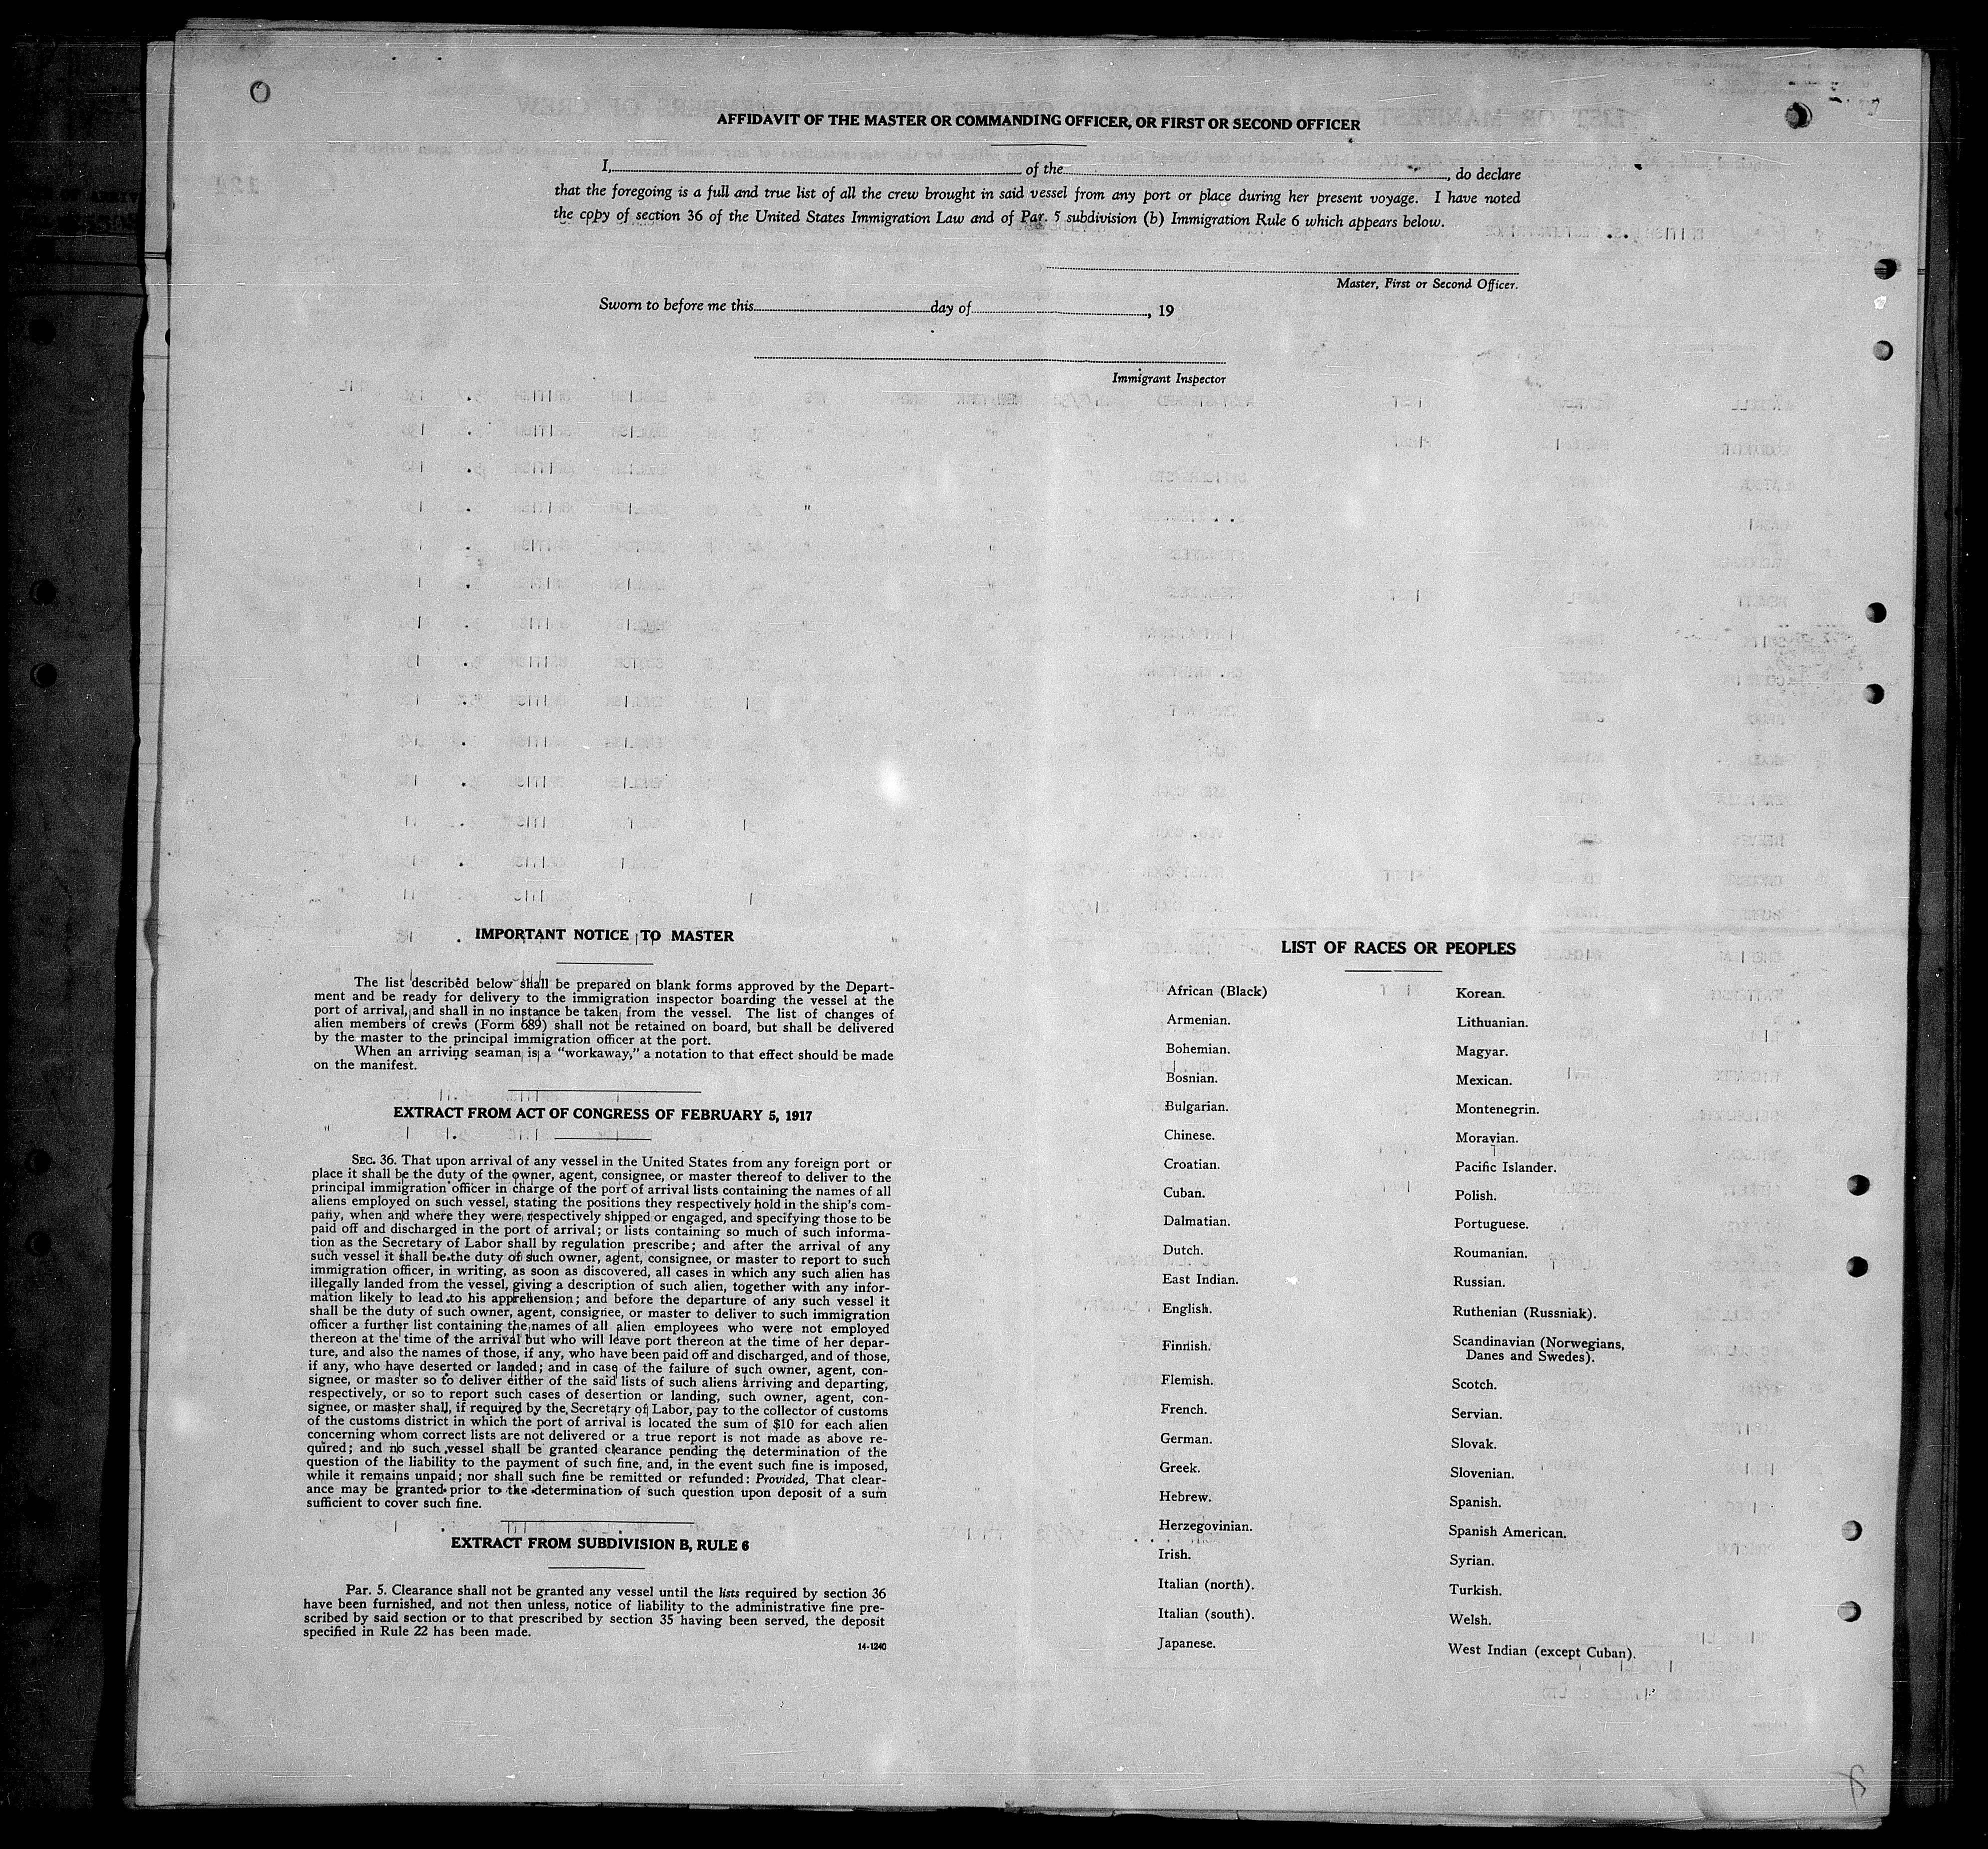 AFFIDAVIT OF THE MASTER OR COMMANDING OFFICER, OR FIRST OR SECOND OFFICER
I, of the , do declare
that the foregoing is a full and true list of all the crew brought in said vessel from any port or place during her present voyage. I have noted
the copy of section 36 of the United States Immigration Law and of Par. 5 subdivision (b) Immigration Rule 6 which appears below.
Master, First or Second Officer.
Sworn to before me this day of , 19
Immigrant Inspector
IMPORTANT NOTICE TO MASTER
The list described below shall be prepared on blank forms approved by the Depart-
ment and be ready for delivery to the immigration inspector boarding the vessel at the
port of arrival, and shall in no instance be taken from the vessel. The list of changes of
alien members of crews (Form 689) shall not be retained on board, but shall be delivered
by the master to the principal immigration officer at the port.
When an arriving seaman is a "workaway," a notation to that effect should be made
on the manifest.
EXTRACT FROM ACT OF CONGRESS OF FEBRUARY 5, 1917
SEC. 36. That upon arrival of any vessel in the United States from any foreign port or
place it shall be the duty of the owner, agent, consignee, or master thereof to deliver to the
principal immigration officer in charge of the port of arrival lists containing the names of all
aliens employed on such vessel, stating the positions they respectively hold in the ship's com-
pany, when and where they were respectively shipped or engaged, and specifying those to be
paid off and discharged in the port of arrival; or lists containing so much of such informa-
tion as the Secretary of Labor shall by regulation prescribe; and after the arrival of any
such vessel it shall be the duty of such owner, agent, consignee, or master to report to such
immigration officer, in writing, as soon as discovered, all cases in which any such alien has
illegally landed from the vessel, giving a description of such alien, together with any infor-
mation likely to lead to his apprehension; and before the departure of any such vessel it
shall be the duty of such owner, agent, consignee, or master to deliver to such immigration
officer a further list containing the names of all alien employees who were not employed
thereon at the time of the arrival but who will leave port thereon at the time of her depar-
ture, and also the names of those, if any, who have been paid off and discharged, and of those,
if any, who have deserted or landed; and in case of the failure of such owner, agent, con-
signee, or master so to deliver either of the said lists of such aliens arriving and departing,
respectively, or so to report such cases of desertion or landing, such owner, agent, con-
signee, or master shall, if required by the Secretary of Labor, pay to the collector of customs
of the customs district in which the port of arrival is located the sum of $10 for each alien
concerning whom correct lists are not delivered or a true report is not made as above re-
quired; and no such vessel shall be granted clearance pending the determination of the
question of the liability to the payment of such fine, and, in the event such fine is imposed,
while it remains unpaid; nor shall such fine be remitted or refunded: Provided, That clear-
ance may be granted prior to the determination of such question upon deposit of a sum
sufficient to cover such fine.
EXTRACT FROM SUBDIVISION B, RULE 6
Par. 5. Clearance shall not be granted any vessel until the lists required by section 36
have been furnished, and not then unless, notice of liability to the administrative fine pre-
scribed by said section or to that prescribed by section 35 having been served, the deposit
specified in Rule 22 has been made.
14-1240
LIST OF RACES OR PEOPLES
African (Black)
Armenian.
Bohemian.
Bosnian.
Bulgarian.
Chinese.
Croatian.
Cuban.
Dalmatian.
Dutch.
East Indian.
English.
Finnish.
Flemish.
French.
German.
Greek.
Hebrew.
Herzegovinian.
Irish.
Italian (north).
Italian (south).
Japanese.
Korean.
Lithuanian.
Magyar.
Mexican.
Montenegrin.
Moravian.
Pacific Islander.
Polish.
Portuguese.
Roumanian.
Russian.
Ruthenian (Russniak).
Scandinavian (Norwegians,
Danes and Swedes).
Scotch.
Servian.
Slovak.
Slovenian.
Spanish.
Spanish American.
Syrian.
Turkish.
Welsh.
West Indian (except Cuban).